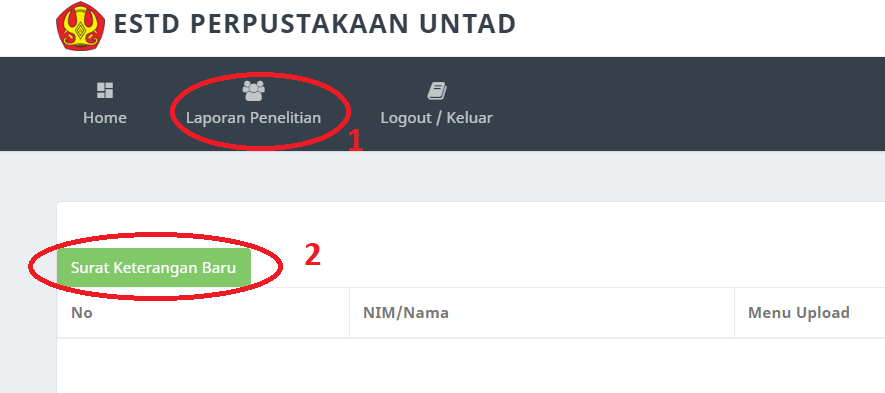 ESTD PERPUSTAKAAN UNTAD
Home
Laporan Penelitian
Logout / Keluar
1
Surat Keterangan Baru
2
No
NIM/Nama
Menu Upload